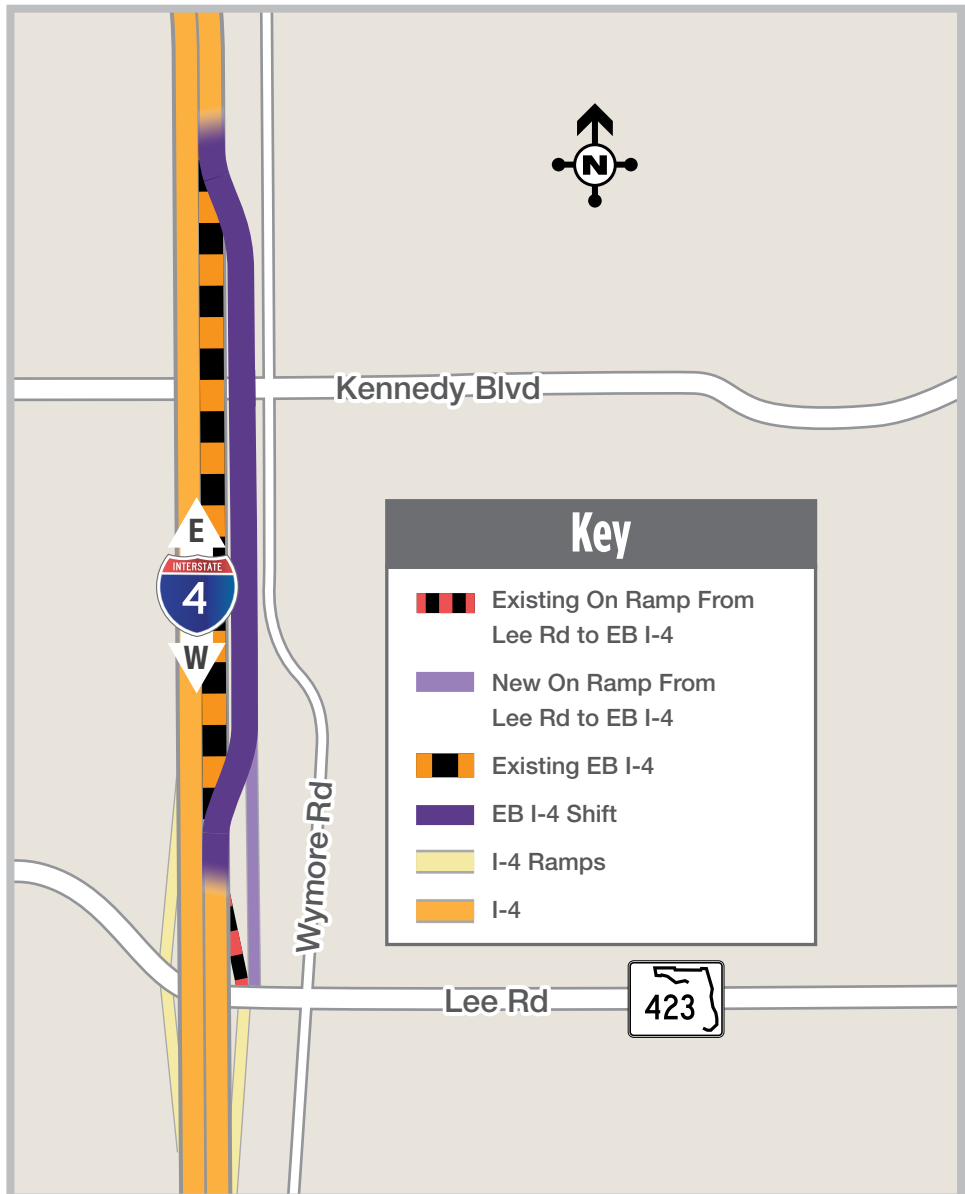 N
Kennedy Blvd
E
INTERSTATE
4
W
Key
Existing On Ramp From
Lee Rd to EB I-4
New On Ramp From
Lee Rd to EB I-4
Existing EB I-4
EB I-4 Shift
I-4 Ramps
I-4
Wymore Rd
Lee Rd
423